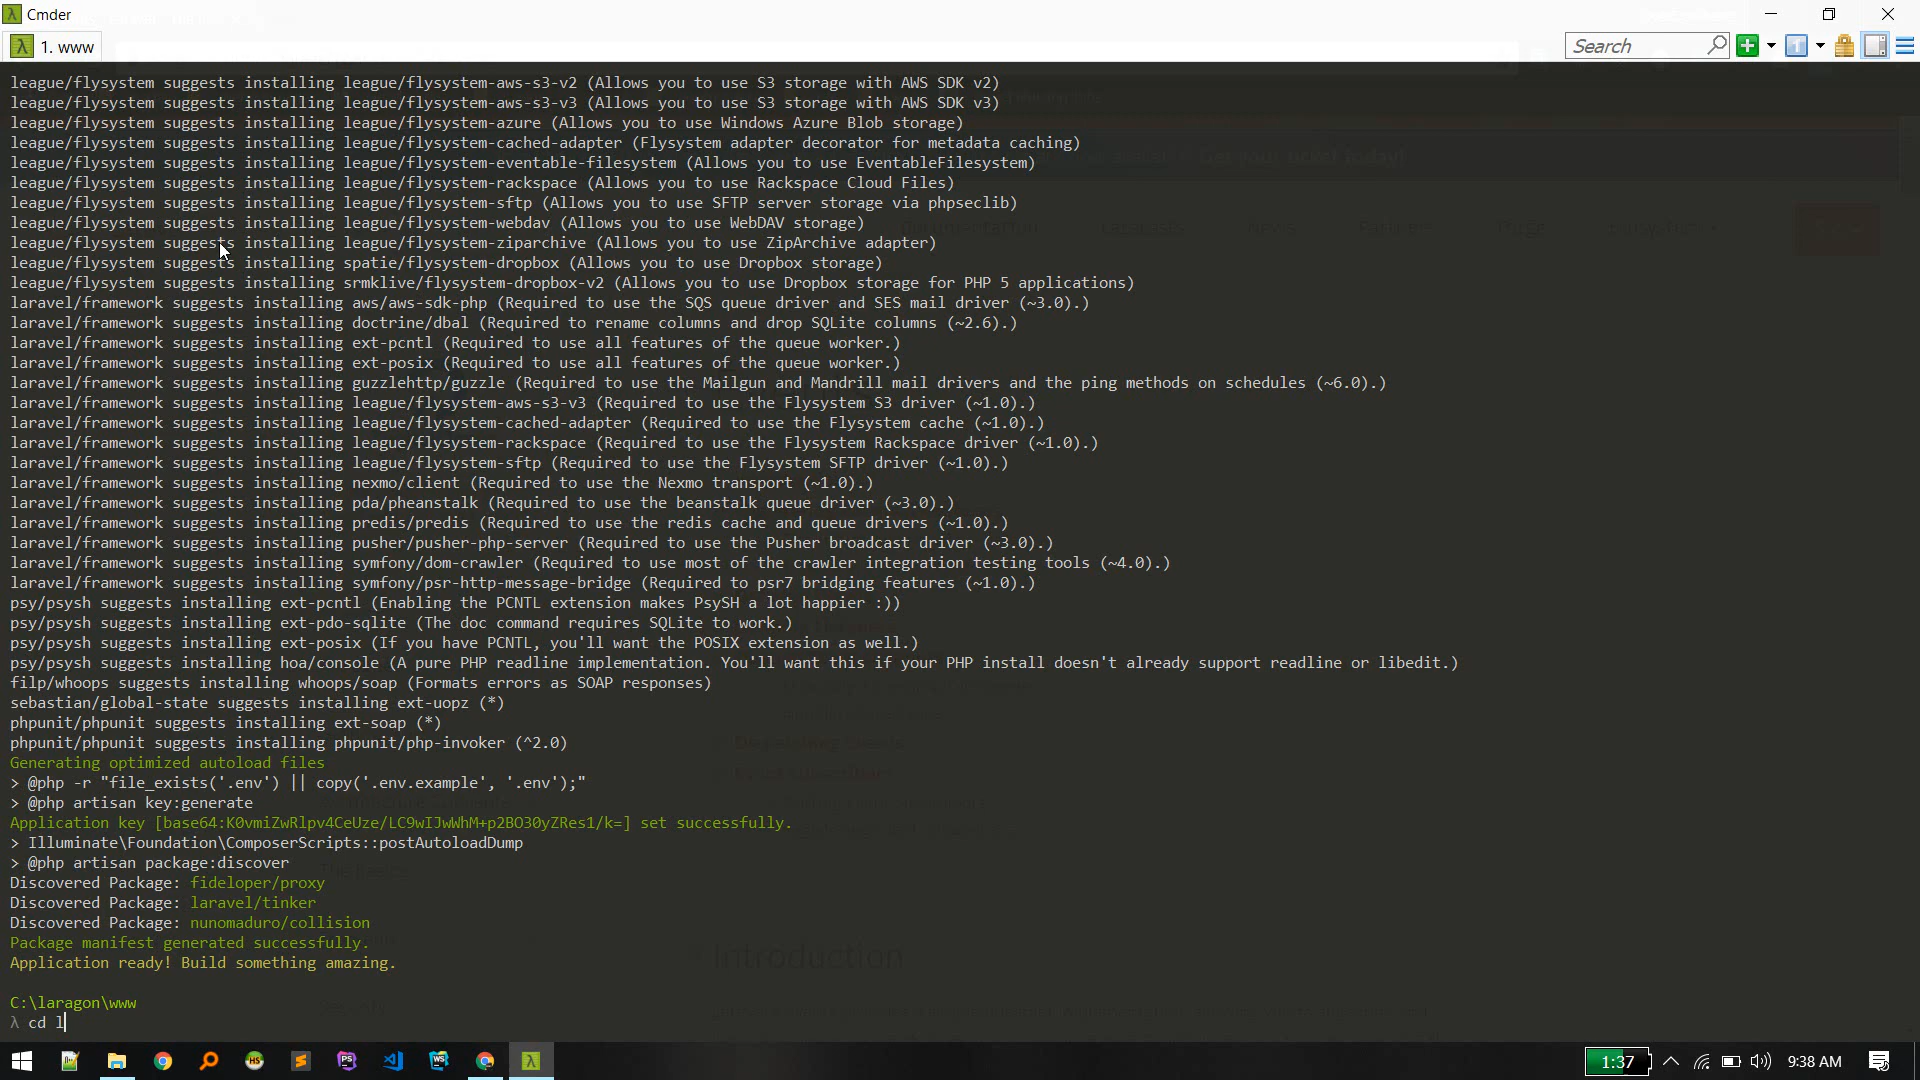 Cmder
1. www
Search
league/flysystem suggests installing league/flysystem-aws-s3-v2 (Allows you to use S3 storage with AWS SDK v2)
league/flysystem suggests installing league/flysystem-aws-s3-v3 (Allows you to use S3 storage with AWS SDK v3)
league/flysystem suggests installing league/flysystem-azure (Allows you to use Windows Azure Blob storage)
league/flysystem suggests installing league/flysystem-cached-adapter (Flysystem adapter decorator for metadata caching)
league/flysystem suggests installing league/flysystem-eventable-filesystem (Allows you to use EventableFilesystem)
league/flysystem suggests installing league/flysystem-rackspace (Allows you to use Rackspace Cloud Files)
league/flysystem suggests installing league/flysystem-sftp (Allows you to use SFTP server storage via phpseclib)
league/flysystem suggests installing league/flysystem-webdav (Allows you to use WebDAV storage)
league/flysystem suggests installing league/flysystem-ziparchive (Allows you to use ZipArchive adapter)
league/flysystem suggests installing spatie/flysystem-dropbox (Allows you to use Dropbox storage)
league/flysystem suggests installing srmklive/flysystem-dropbox-v2 (Allows you to use Dropbox storage for PHP 5 applications)
laravel/framework suggests installing aws/aws-sdk-php (Required to use the SQS queue driver and SES mail driver (~3.0).)
laravel/framework suggests installing doctrine/dbal (Required to rename columns and drop SQLite columns (~2.6).)
laravel/framework suggests installing ext-pcntl (Required to use all features of the queue worker.)
laravel/framework suggests installing ext-posix (Required to use all features of the queue worker.)
laravel/framework suggests installing guzzlehttp/guzzle (Required to use the Mailgun and Mandrill mail drivers and the ping methods on schedules (~6.0).)
laravel/framework suggests installing league/flysystem-aws-s3-v3 (Required to use the Flysystem S3 driver (~1.0).)
laravel/framework suggests installing league/flysystem-cached-adapter (Required to use the Flysystem cache (~1.0).)
laravel/framework suggests installing league/flysystem-rackspace (Required to use the Flysystem Rackspace driver (~1.0).)
laravel/framework suggests installing league/flysystem-sftp (Required to use the Flysystem SFTP driver (~1.0).)
laravel/framework suggests installing nexmo/client (Required to use the Nexmo transport (~1.0).)
laravel/framework suggests installing pda/pheanstalk (Required to use the beanstalk queue driver (~3.0).)
laravel/framework suggests installing predis/predis (Required to use the redis cache and queue drivers (~1.0).)
laravel/framework suggests installing pusher/pusher-php-server (Required to use the Pusher broadcast driver (~3.0).)
laravel/framework suggests installing symfony/dom-crawler (Required to use most of the crawler integration testing tools (~4.0).)
laravel/framework suggests installing symfony/psr-http-message-bridge (Required to psr7 bridging features (~1.0).)
psy/psysh suggests installing ext-pcntl (Enabling the PCNTL extension makes PsySH a lot happier :))
psy/psysh suggests installing ext-pdo-sqlite (The doc command requires SQLite to work.)
psy/psysh suggests installing ext-posix (If you have PCNTL, you'll want the POSIX extension as well.)
psy/psysh suggests installing hoa/console (A pure PHP readline implementation. You'll want this if your PHP install doesn't already support readline or libedit.)
filp/whoops suggests installing whoops/soap (Formats errors as SOAP responses)
sebastian/global-state suggests installing ext-uopz (*)
phpunit/phpunit suggests installing ext-soap (*)
phpunit/phpunit suggests installing phpunit/php-invoker (^2.0)
Generating optimized autoload files
> @php -r "file_exists('.env') || copy('.env.example', '.env');"
> @php artisan key:generate
Application key [base64:K0vmiZwRlpv4CeUze/LC9wIJwWhM+p2BO30yZRes1/k=] set successfully.
> Illuminate\Foundation\ComposerScripts::postAutoloadDump
> @php artisan package:discover
Discovered Package: fideloper/proxy
Discovered Package: laravel/tinker
Discovered Package: nunomaduro/collision
Package manifest generated successfully.
Application ready! Build something amazing.
Introduction
C:\laragon\www
λ cd l
1:37
9:38 AM